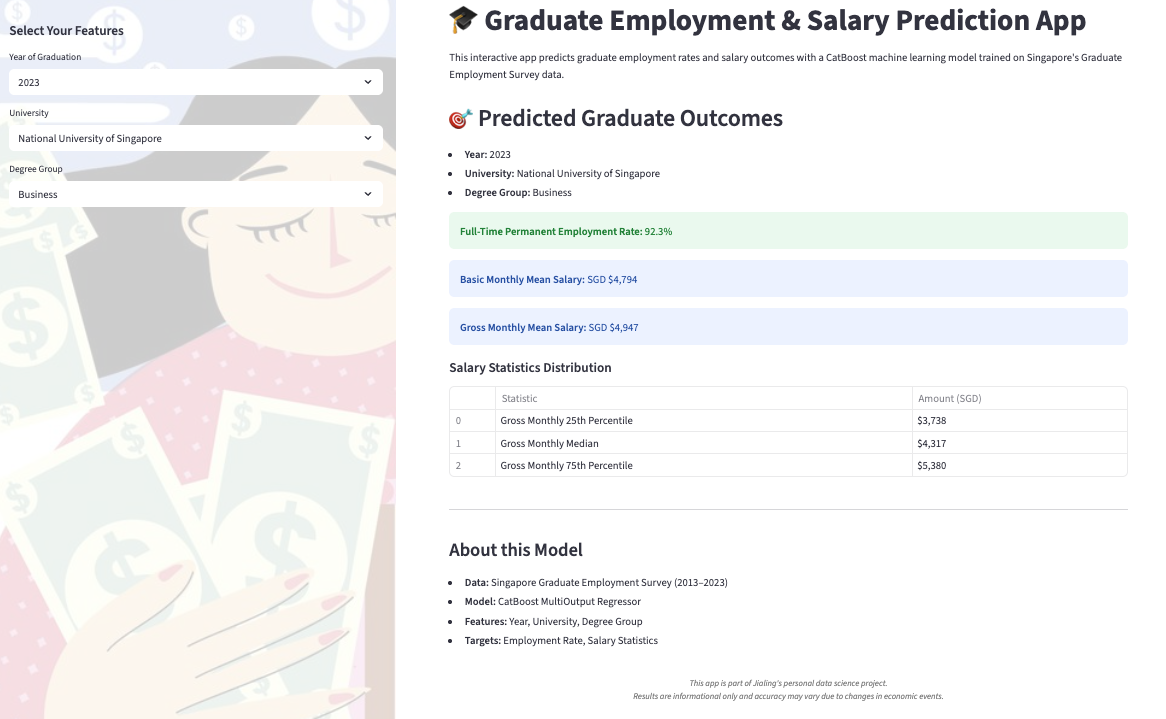 Select Your Features
Year of Graduation
2023
University
National University of Singapore
Degree Group
Business
🎓 Graduate Employment & Salary Prediction App
This interactive app predicts graduate employment rates and salary outcomes with a CatBoost machine learning model trained on Singapore's Graduate
Employment Survey data.
🎯 Predicted Graduate Outcomes
• Year: 2023
• University: National University of Singapore
• Degree Group: Business
Full-Time Permanent Employment Rate: 92.3%
Basic Monthly Mean Salary: SGD $4,794
Gross Monthly Mean Salary: SGD $4,947
Salary Statistics Distribution
Statistic Amount (SGD)
0 Gross Monthly 25th Percentile $3,738
1 Gross Monthly Median $4,317
2 Gross Monthly 75th Percentile $5,380
About this Model
• Data: Singapore Graduate Employment Survey (2013–2023)
• Model: CatBoost MultiOutput Regressor
• Features: Year, University, Degree Group
• Targets: Employment Rate, Salary Statistics
This app is part of Jialing's personal data science project.
Results are informational only and accuracy may vary due to changes in economic events.